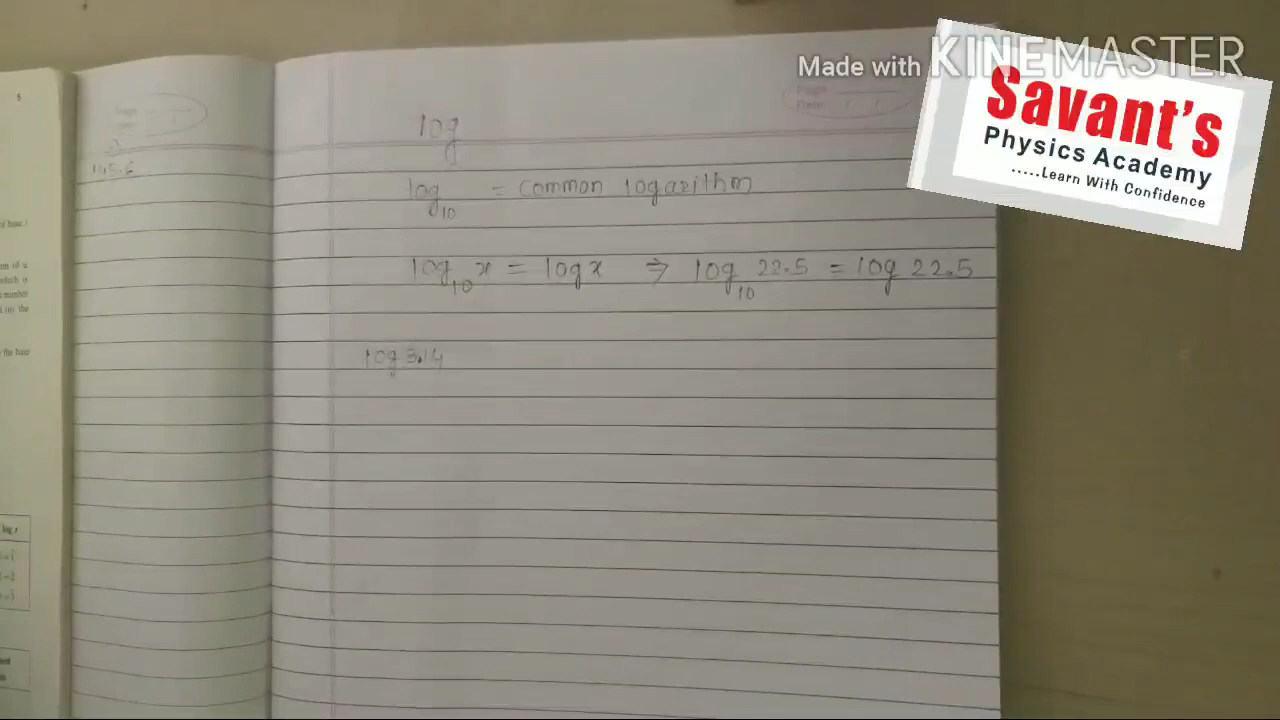 Made with KINEMASTER
Savant's
Physics Academy
.....Learn With Confidence
5
log
log₁₀ = common logarithm
log₁₀ x = log x ⇒ log₁₀ 22.5 = log 22.5
log 3.14